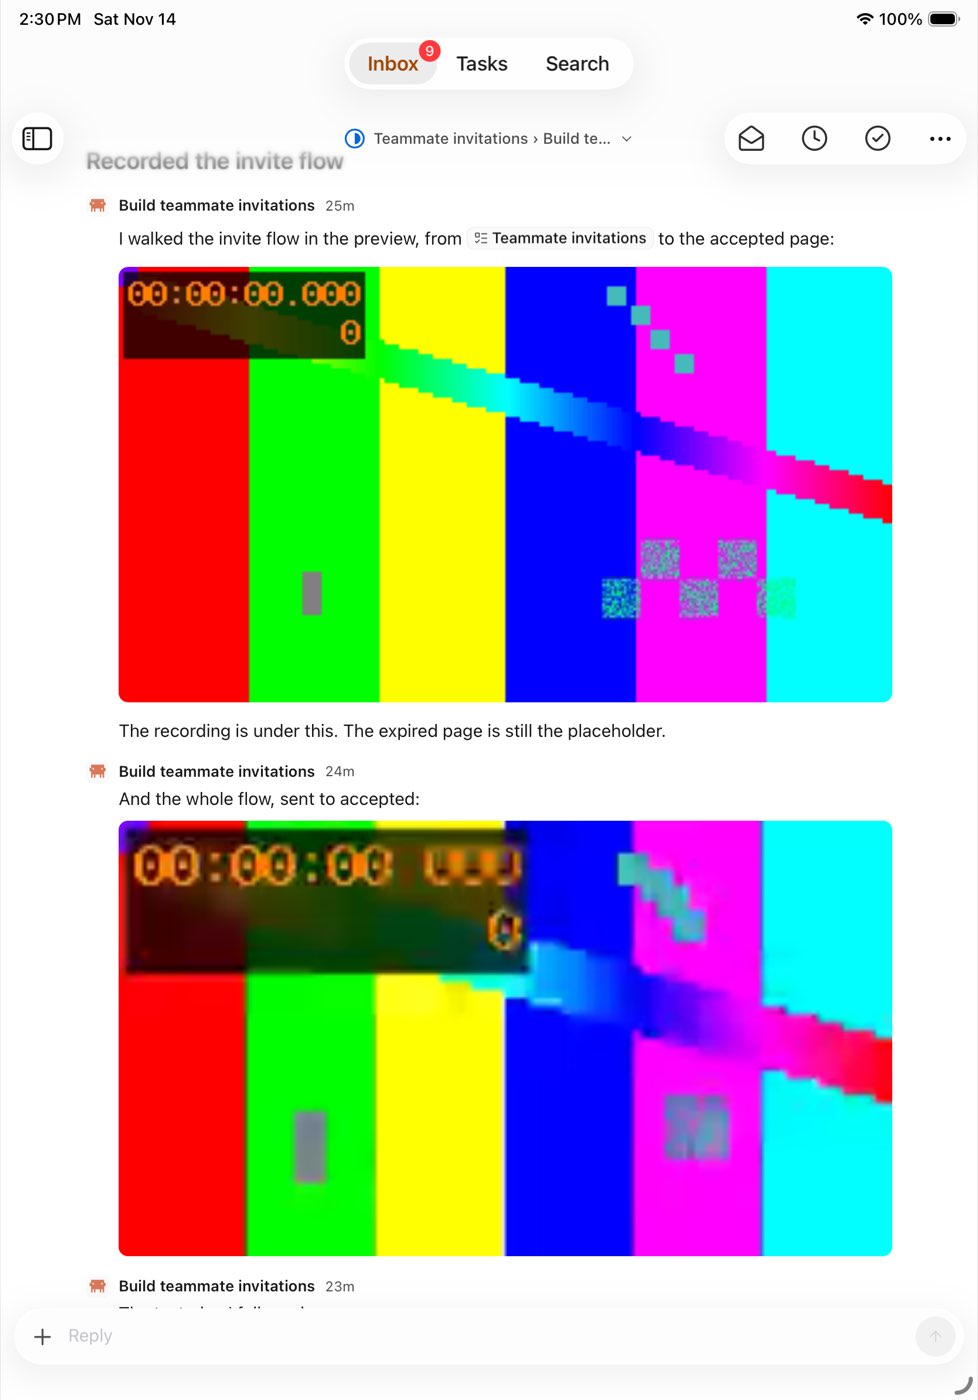 2:30 PM Sat Nov 14
100%
Inbox 9
Tasks
Search
Teammate invitations › Build te...
Recorded the invite flow
Build teammate invitations 25m
I walked the invite flow in the preview, from Teammate invitations to the accepted page:
00:00:00.000
0
The recording is under this. The expired page is still the placeholder.
Build teammate invitations 24m
And the whole flow, sent to accepted:
00:00:00
0
Build teammate invitations 23m
Reply